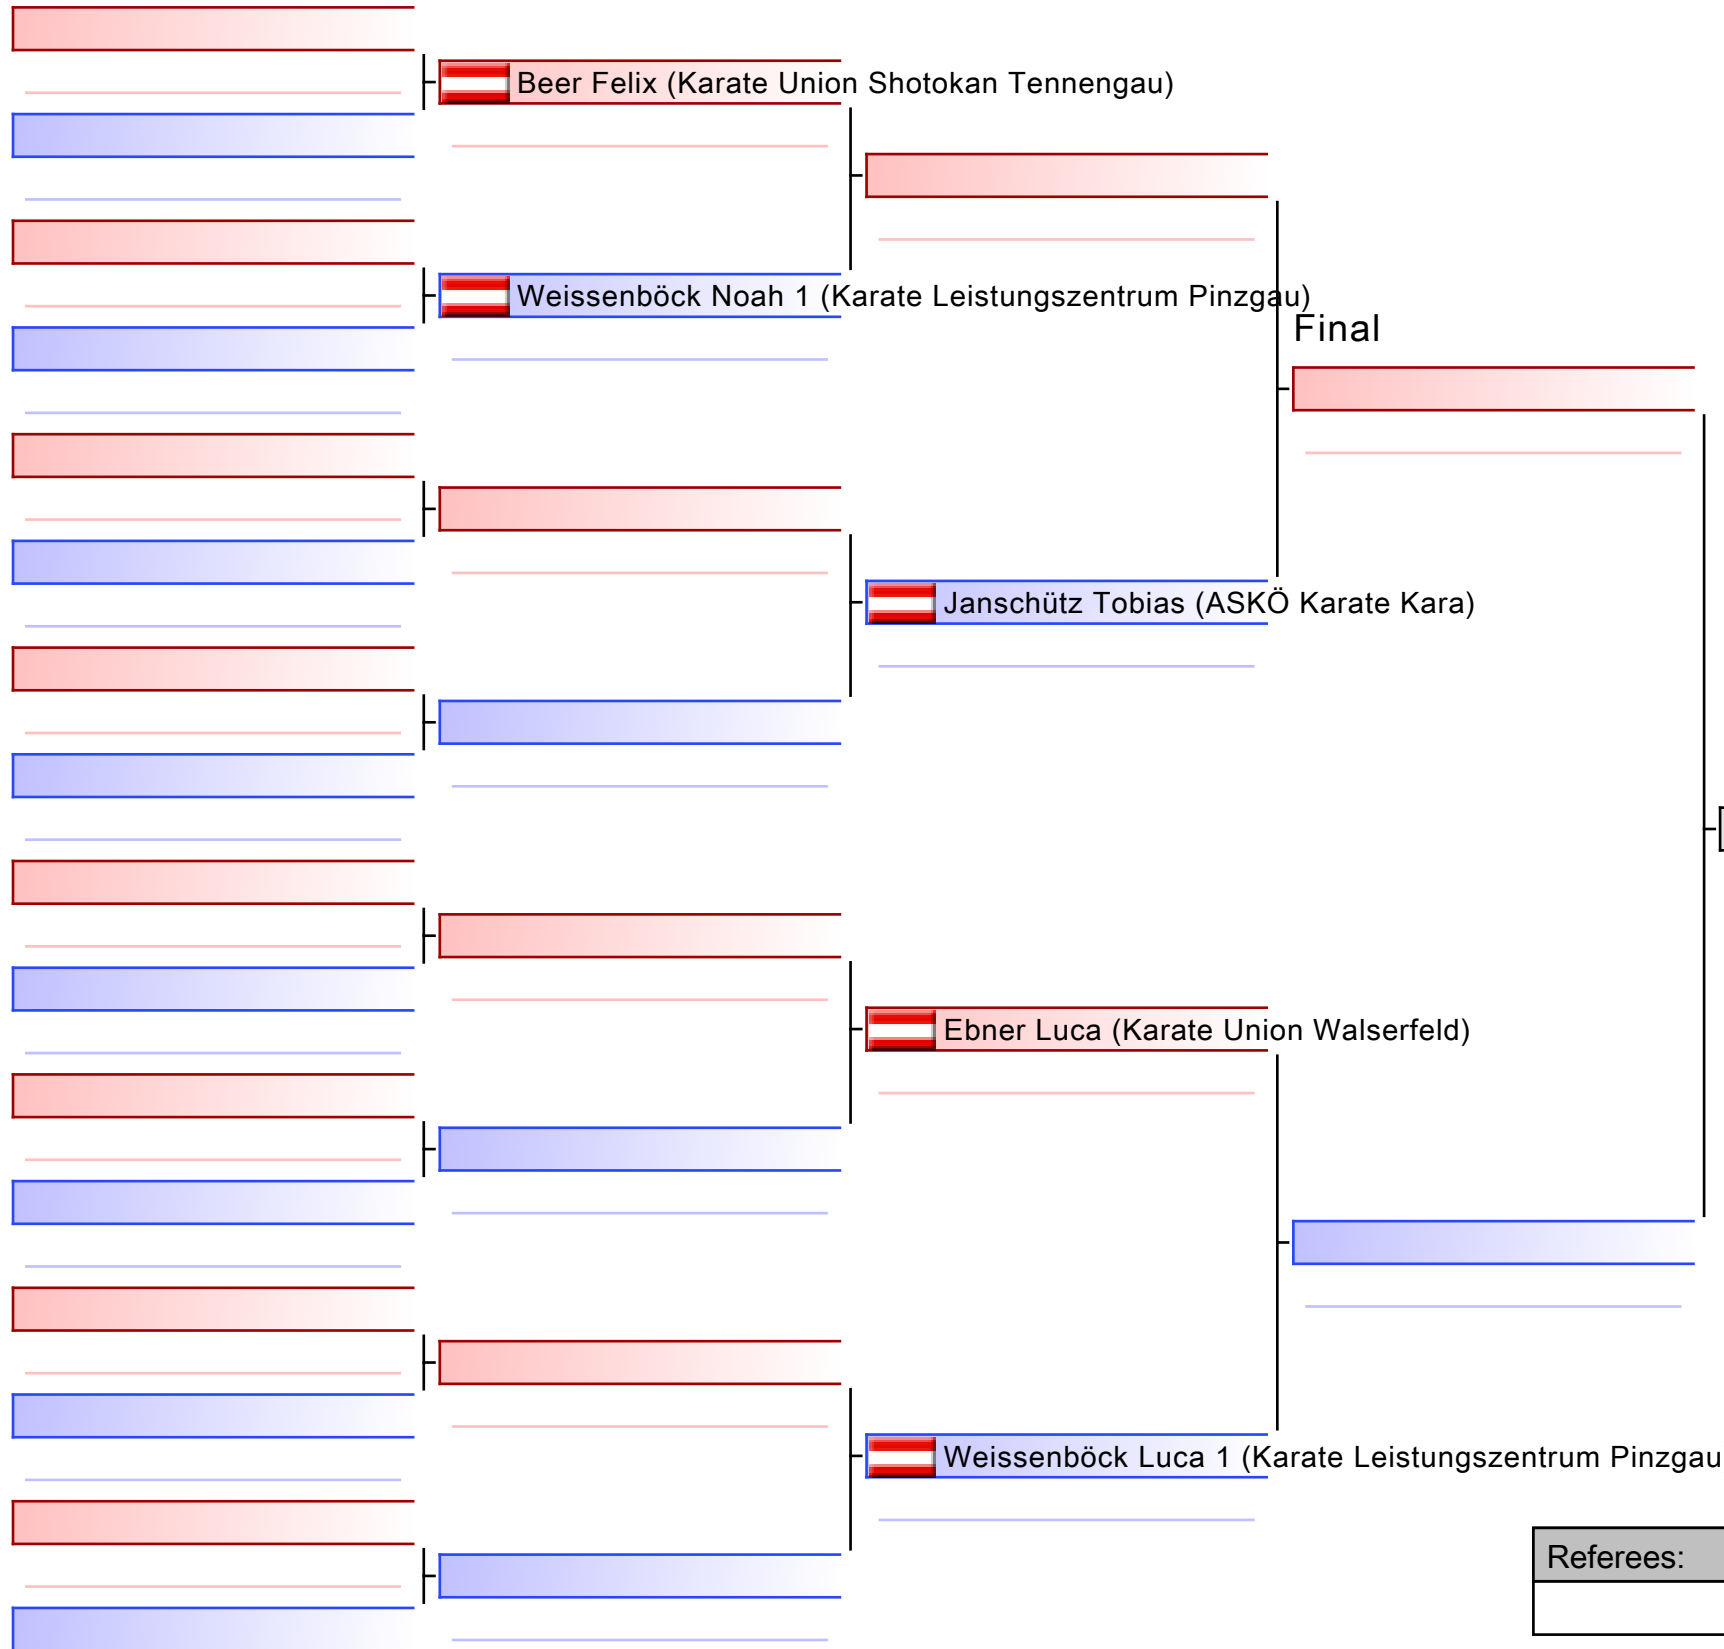 Beer Felix (Karate Union Shotokan Tennengau)
Weissenböck Noah 1 (Karate Leistungszentrum Pinzgau)
Final
Janschütz Tobias (ASKÖ Karate Kara)
Ebner Luca (Karate Union Walserfeld)
Weissenböck Luca 1 (Karate Leistungszentrum Pinzgau
Referees: